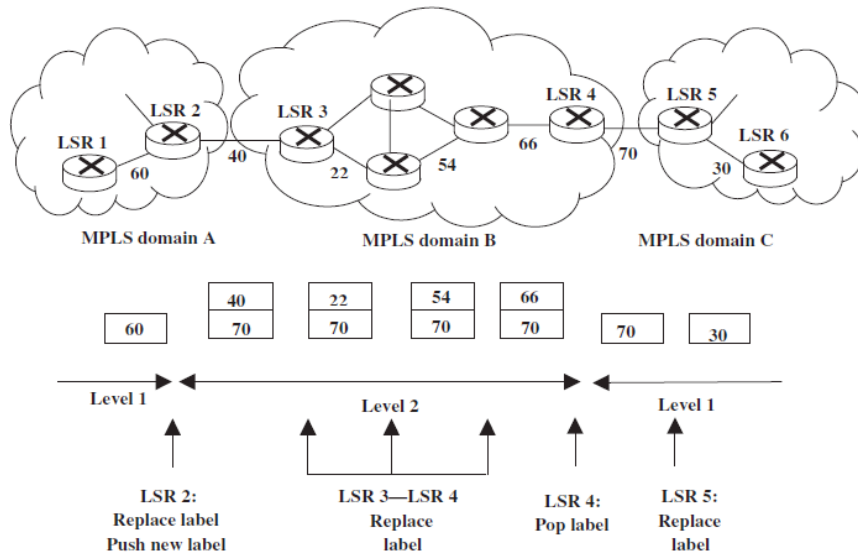 LSR 1
LSR 2
LSR 3
LSR 4
LSR 5
LSR 6
60
40
22
54
66
70
30
MPLS domain A
MPLS domain B
MPLS domain C
40
22
54
66
60
70
70
70
70
70
30
Level 1
Level 2
Level 1
LSR 2:
Replace label
Push new label
LSR 3—LSR 4
Replace
label
LSR 4:
Pop label
LSR 5:
Replace
label